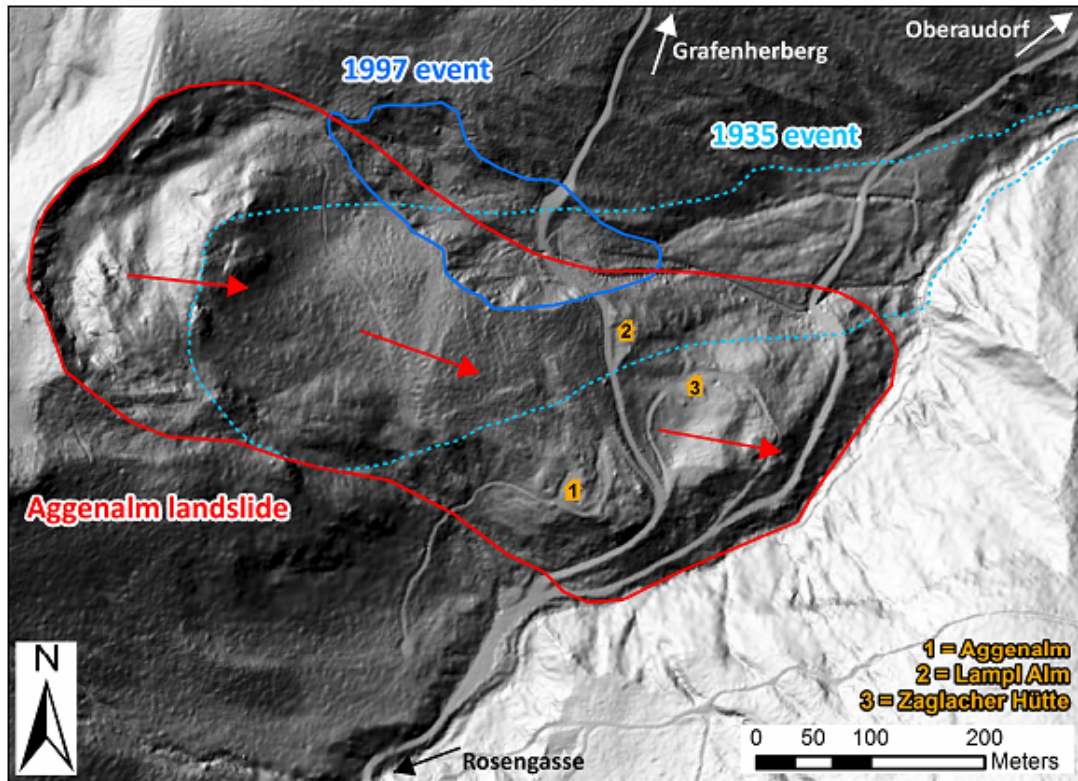 Oberaudorf
Grafenherberg
1997 event
1935 event
2
3
1
Aggenalm landslide
N
1 = Aggenalm
2 = Lampl Alm
3 = Zaglacher Hütte
0 50 100 200
Meters
Rosengasse